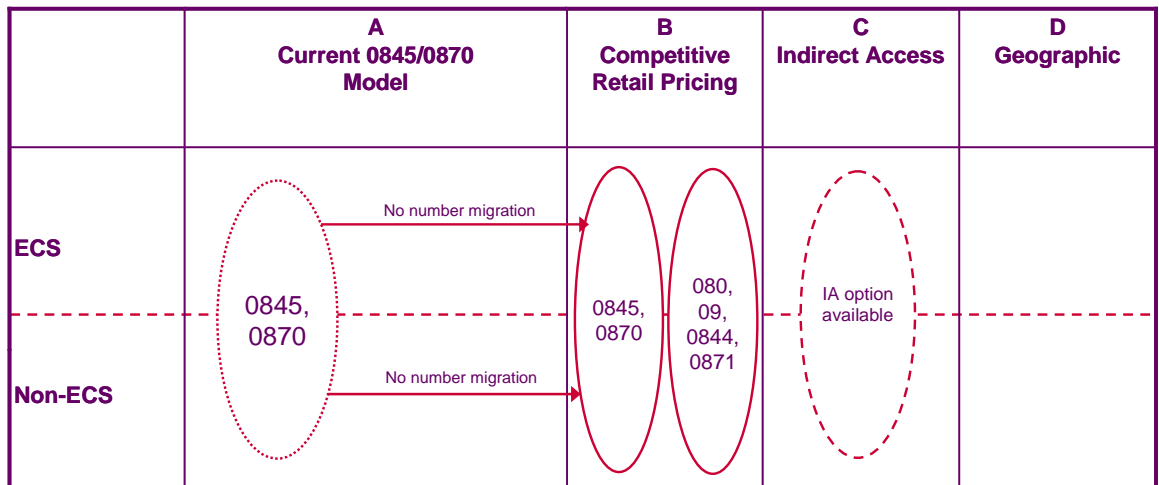 A
Current 0845/0870
Model
B
Competitive
Retail Pricing
C
Indirect Access
D
Geographic
ECS
No number migration
0845,
0870
0845,
0870
080,
09,
0844,
0871
IA option
available
Non-ECS
No number migration